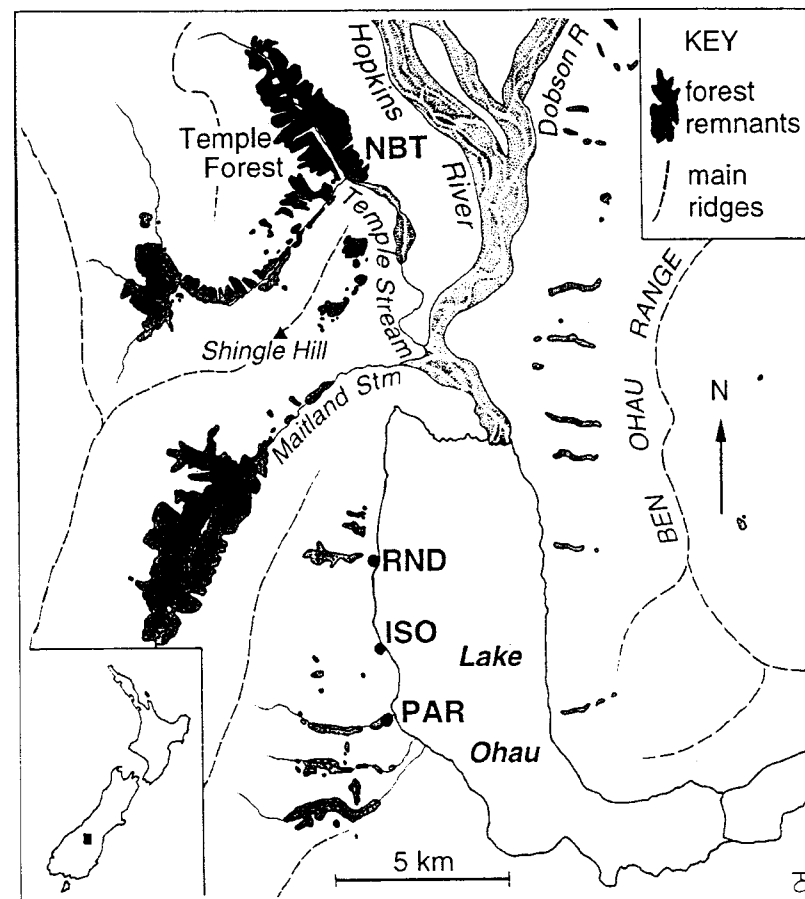 Hopkins
River
Dobson R
KEY
forest
remnants
main
ridges
Temple
Forest
NBT
Temple Stream
Shingle Hill
Maitland Stm
BEN OHAU RANGE
N
RND
ISO
PAR
Lake
Ohau
5 km